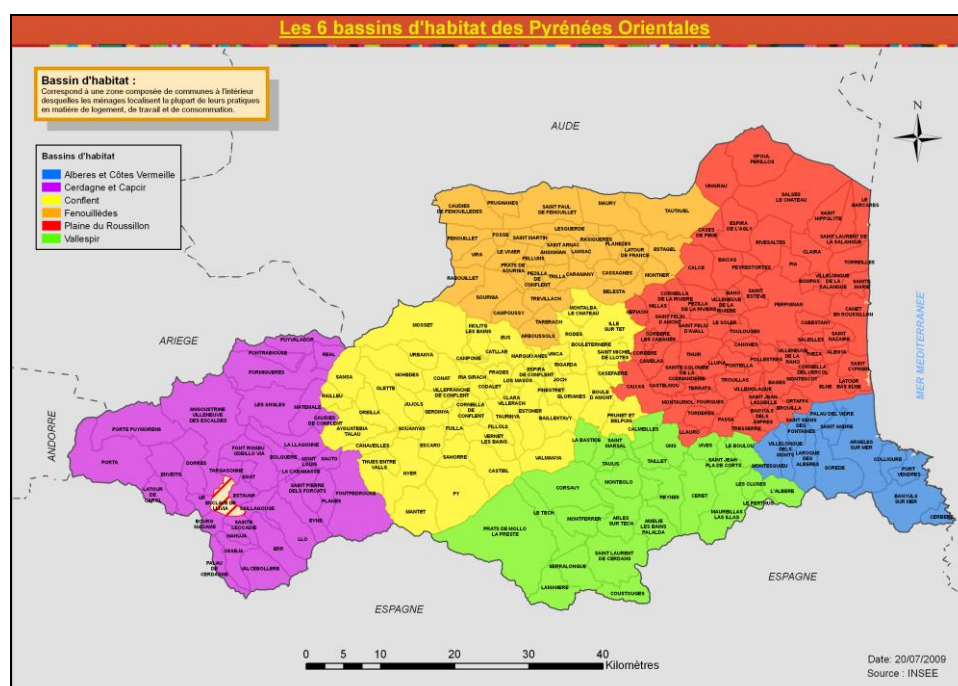 Les 6 bassins d'habitat des Pyrénées Orientales
Bassin d'habitat :
Correspond à une zone composée de communes à l'intérieur
desquelles les ménages localisent la plupart de leurs pratiques
en matière de logement, de travail et de consommation.
N
AUDE
Bassins d'habitat
Alberes et Côtes Vermeille
Cerdagne et Capcir
Conflent
Fenouillèdes
Plaine du Roussillon
Vallespir
OPOUL
PERILLOS
VINGRAU
SALSES
LE CHATEAU
LE
BARCARES
CAUDIES
DE FENOUILLEDES
PRUGNANES
SAINT PAUL
DE FENOUILLET
MAURY
TAUTAVEL
CASES
DE PENE
ESPIRA
DE L'AGLY
SAINT
HIPPOLYTE
SAINT LAURENT DE
LA SALANQUE
FENOUILLET
FOSSE
SAINT MARTIN
LESQUERDE
SAINT ARNAC
RASIGUERES
PLANEZES
ESTAGEL
RIVESALTES
CLAIRA
VIRA
LE VIVIER
FELLUNS
ANSIGNAN
LANSAC
LATOUR
DE FRANCE
CALCE
BAIXAS
PEYRESTORTES
PIA
TORREILLES
RABOUILLET
PRATS DE
SOURNIA
PEZILLA
DE CONFLENT
TRILLA
CARAMANY
CASSAGNES
MONTNER
BOMPAS
VILLELONGUE
DE LA
SALANQUE
SOURNIA
TREVILLACH
BELESTA
CAMPOUSSY
TARERACH
MONTALBA
LE CHATEAU
ARBOUSSOLS
CORNEILLA
DE LA RIVIERE
PEZILLA
DE LA RIVIERE
VILLENEUVE
DE LA
RIVIERE
BAHO
SAINT
ESTEVE
PERPIGNAN
CANET
EN ROUSSILLON
MILLAS
NEFIACH
SAINT FELIU
D'AMONT
SAINT FELIU
D'AVALL
LE SOLER
TOULOUGES
CABESTANY
SAINT
NAZAIRE
MOSSET
MOLITG
LES BAINS
EUS
RODES
ILLE
SUR TET
BOULETERNERE
ARIEGE
PUYVALADOR
REAL
FONTRABIOUSE
FORMIGUERES
MER MEDITERRANEE
URBANYA
CAMPOME
CATLLAR
MARQUIXANES
VINCA
SAINT MICHEL
DE LLOTES
CORBERE
LES CABANES
CORBERE
CAMELAS
THUIR
CANOHES
POLLESTRES
VILLENEUVE
DE LA
RAHO
SALEILLES
THEZA
ALENYA
SAINT
CYPRIEN
SANSA
NOHEDES
CONAT
RIA SIRACH
PRADES
ESPIRA
DE CONFLENT
RIGARDA
CASEFABRE
LLUPIA
PONTEILLA
OLETTE
CODALET
LOS MASOS
JOCH
FINESTRET
CAIXAS
CASTELNOU
TERRATS
TROUILLAS
LATOUR
BAS ELNE
ELNE
RAILLEU
JUJOLS
VILLEFRANCHE
DE CONFLENT
CLARA
VILLERACH
GLORIANES
BOULE
D AMONT
OREILLA
SERDINYA
CORNEILLA
DE
CONFLENT
ESTOHER
TAURINYA
BAILLESTAVY
PRUNET ET
BELPUIG
CALMEILLES
LES ANGLES
MATEMALE
CAUDIES
DE CONFLENT
AYGUATEBIA
TALAU
SOUANYAS
FUILLA
FILLOLS
VERNET
LES BAINS
CANAVEILLES
ESCARO
SAHORRE
VALMANYA
CASTEIL
THUES ENTRE
VALLS
NYER
PY
MANTET
MONTAURIOL
FOURQUES
TORDERES
PASSA
LLAURO
TRESSERRE
BANYULS
DELS
ASPRES
BROUILLA
ORTAFFA
PALAU DEL VIDRE
SAINT ANDRE
ARGELES
SUR MER
COLLIOURE
PORT
VENDRES
BANYULS
SUR MER
CERBERE
VILLELONGUE
DELS
MONTS
LAROQUE
DES
ALBERES
SOREDE
MONTESQUIEU
ANDORRE
PORTE PUYMORENS
ANGOUSTRINE
VILLENEUVE
DES ESCALDES
PORTA
FONT ROMEU
ODEILLO VIA
LA LLAGONNE
BOLQUERE
MONT
LOUIS
SAUTO
LA CABANASSE
DORRES
TARGASSONNE
EGAT
ENVEITG
LATOUR
DE CAROL
UR
ESTAVAR
SAINT PIERRE
DELS FORCATS
FONTPEDROUSE
PLANES
SAILLAGOUSE
ENCLAVE DE
LLIVIA
BOURG
MADAME
SAINTE
LEOCADIE
NAHUJA
EYNE
LLO
OSSEJA
ERR
PALAU
DE CERDAGNE
VALCEBOLLERE
LA BASTIDE
SAINT
MARSAL
OMS
VIVES
LE BOULOU
TAULIS
TAILLET
SAINT JEAN
PLA DE CORTS
CORSAVY
MONTBOLO
REYNES
CERET
LES CLUSES
L'ALBERE
LE PERTHUS
MAUREILLAS
LAS ILLAS
LE TECH
MONTFERRER
ARLES
SUR TECH
AMELIE
LES BAINS
PALALDA
PRATS DE MOLLO
LA PRESTE
SAINT LAURENT
DE CERDANS
SERRALONGUE
LAMANERE
COUSTOUGES
ESPAGNE
ESPAGNE
0 5 10 20 30 40
Kilomètres
Date: 20/07/2009
Source : INSEE